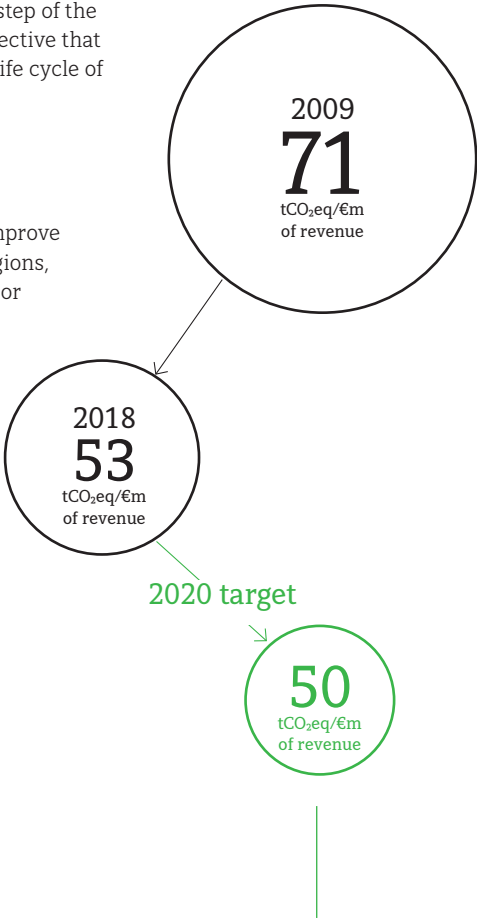 step of the
ective that
ife cycle of
2009
71
tCO₂eq/€m
of revenue
nprove
gions,
or
2018
53
tCO₂eq/€m
of revenue
2020 target
50
tCO₂eq/€m
of revenue